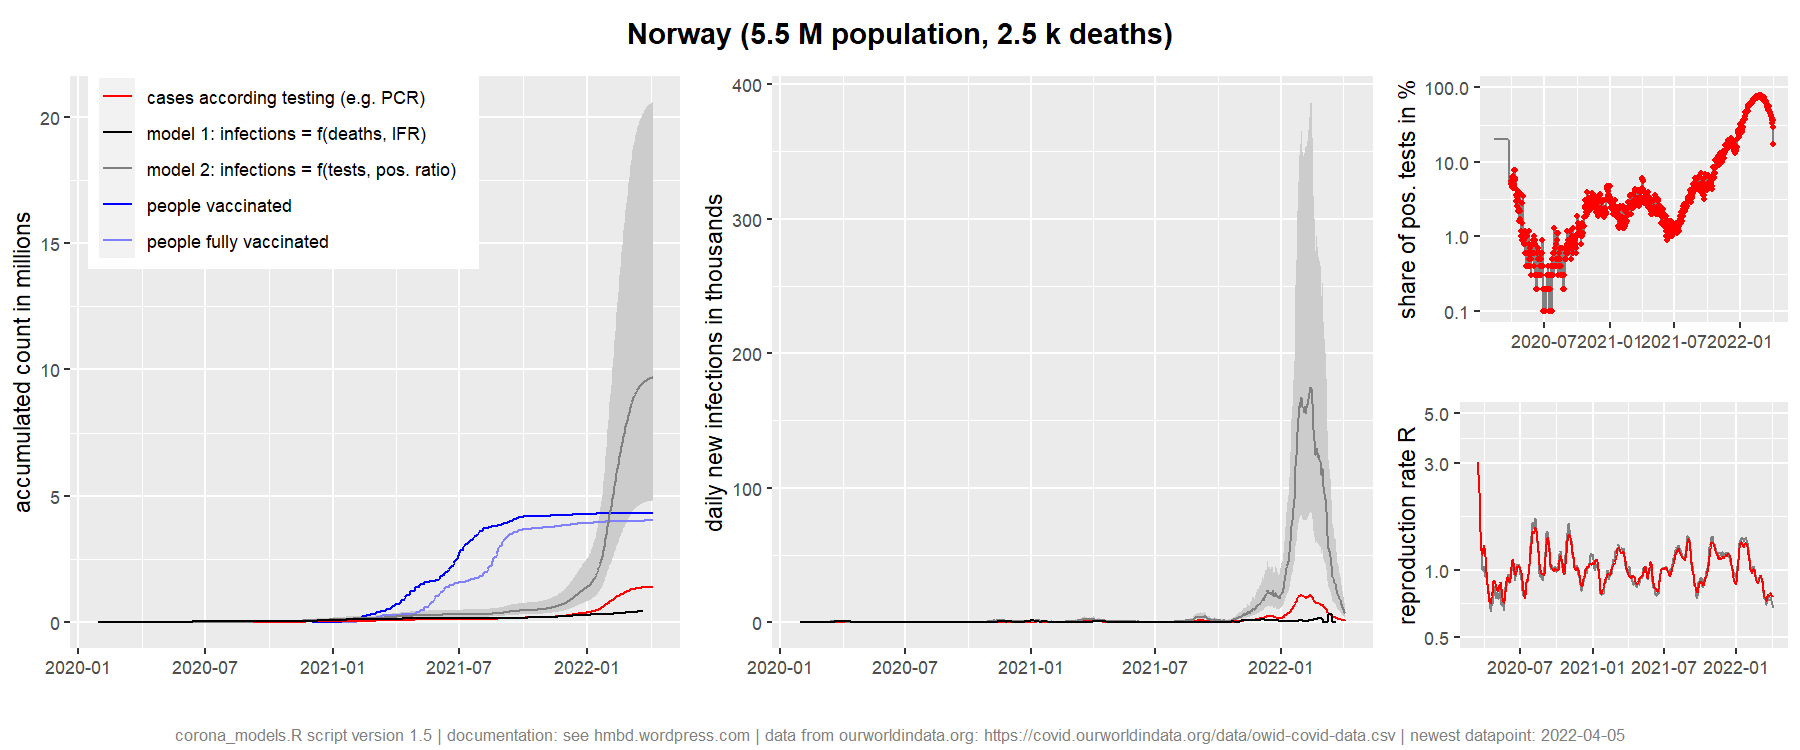 Norway (5.5 M population, 2.5 k deaths)
accumulated count in millions
20
15
10
5
0
cases according testing (e.g. PCR)
model 1: infections = f(deaths, IFR)
model 2: infections = f(tests, pos. ratio)
people vaccinated
people fully vaccinated
2020-01 2020-07 2021-01 2021-07 2022-01
daily new infections in thousands
400
300
200
100
0
2020-01 2020-07 2021-01 2021-07 2022-01
share of pos. tests in %
100.0
10.0
1.0
0.1
2020-07 2021-01 2021-07 2022-01
reproduction rate R
5.0
3.0
1.0
0.5
2020-07 2021-01 2021-07 2022-01
corona_models.R script version 1.5 | documentation: see hmbd.wordpress.com | data from ourworldindata.org: https://covid.ourworldindata.org/data/owid-covid-data.csv | newest datapoint: 2022-04-05